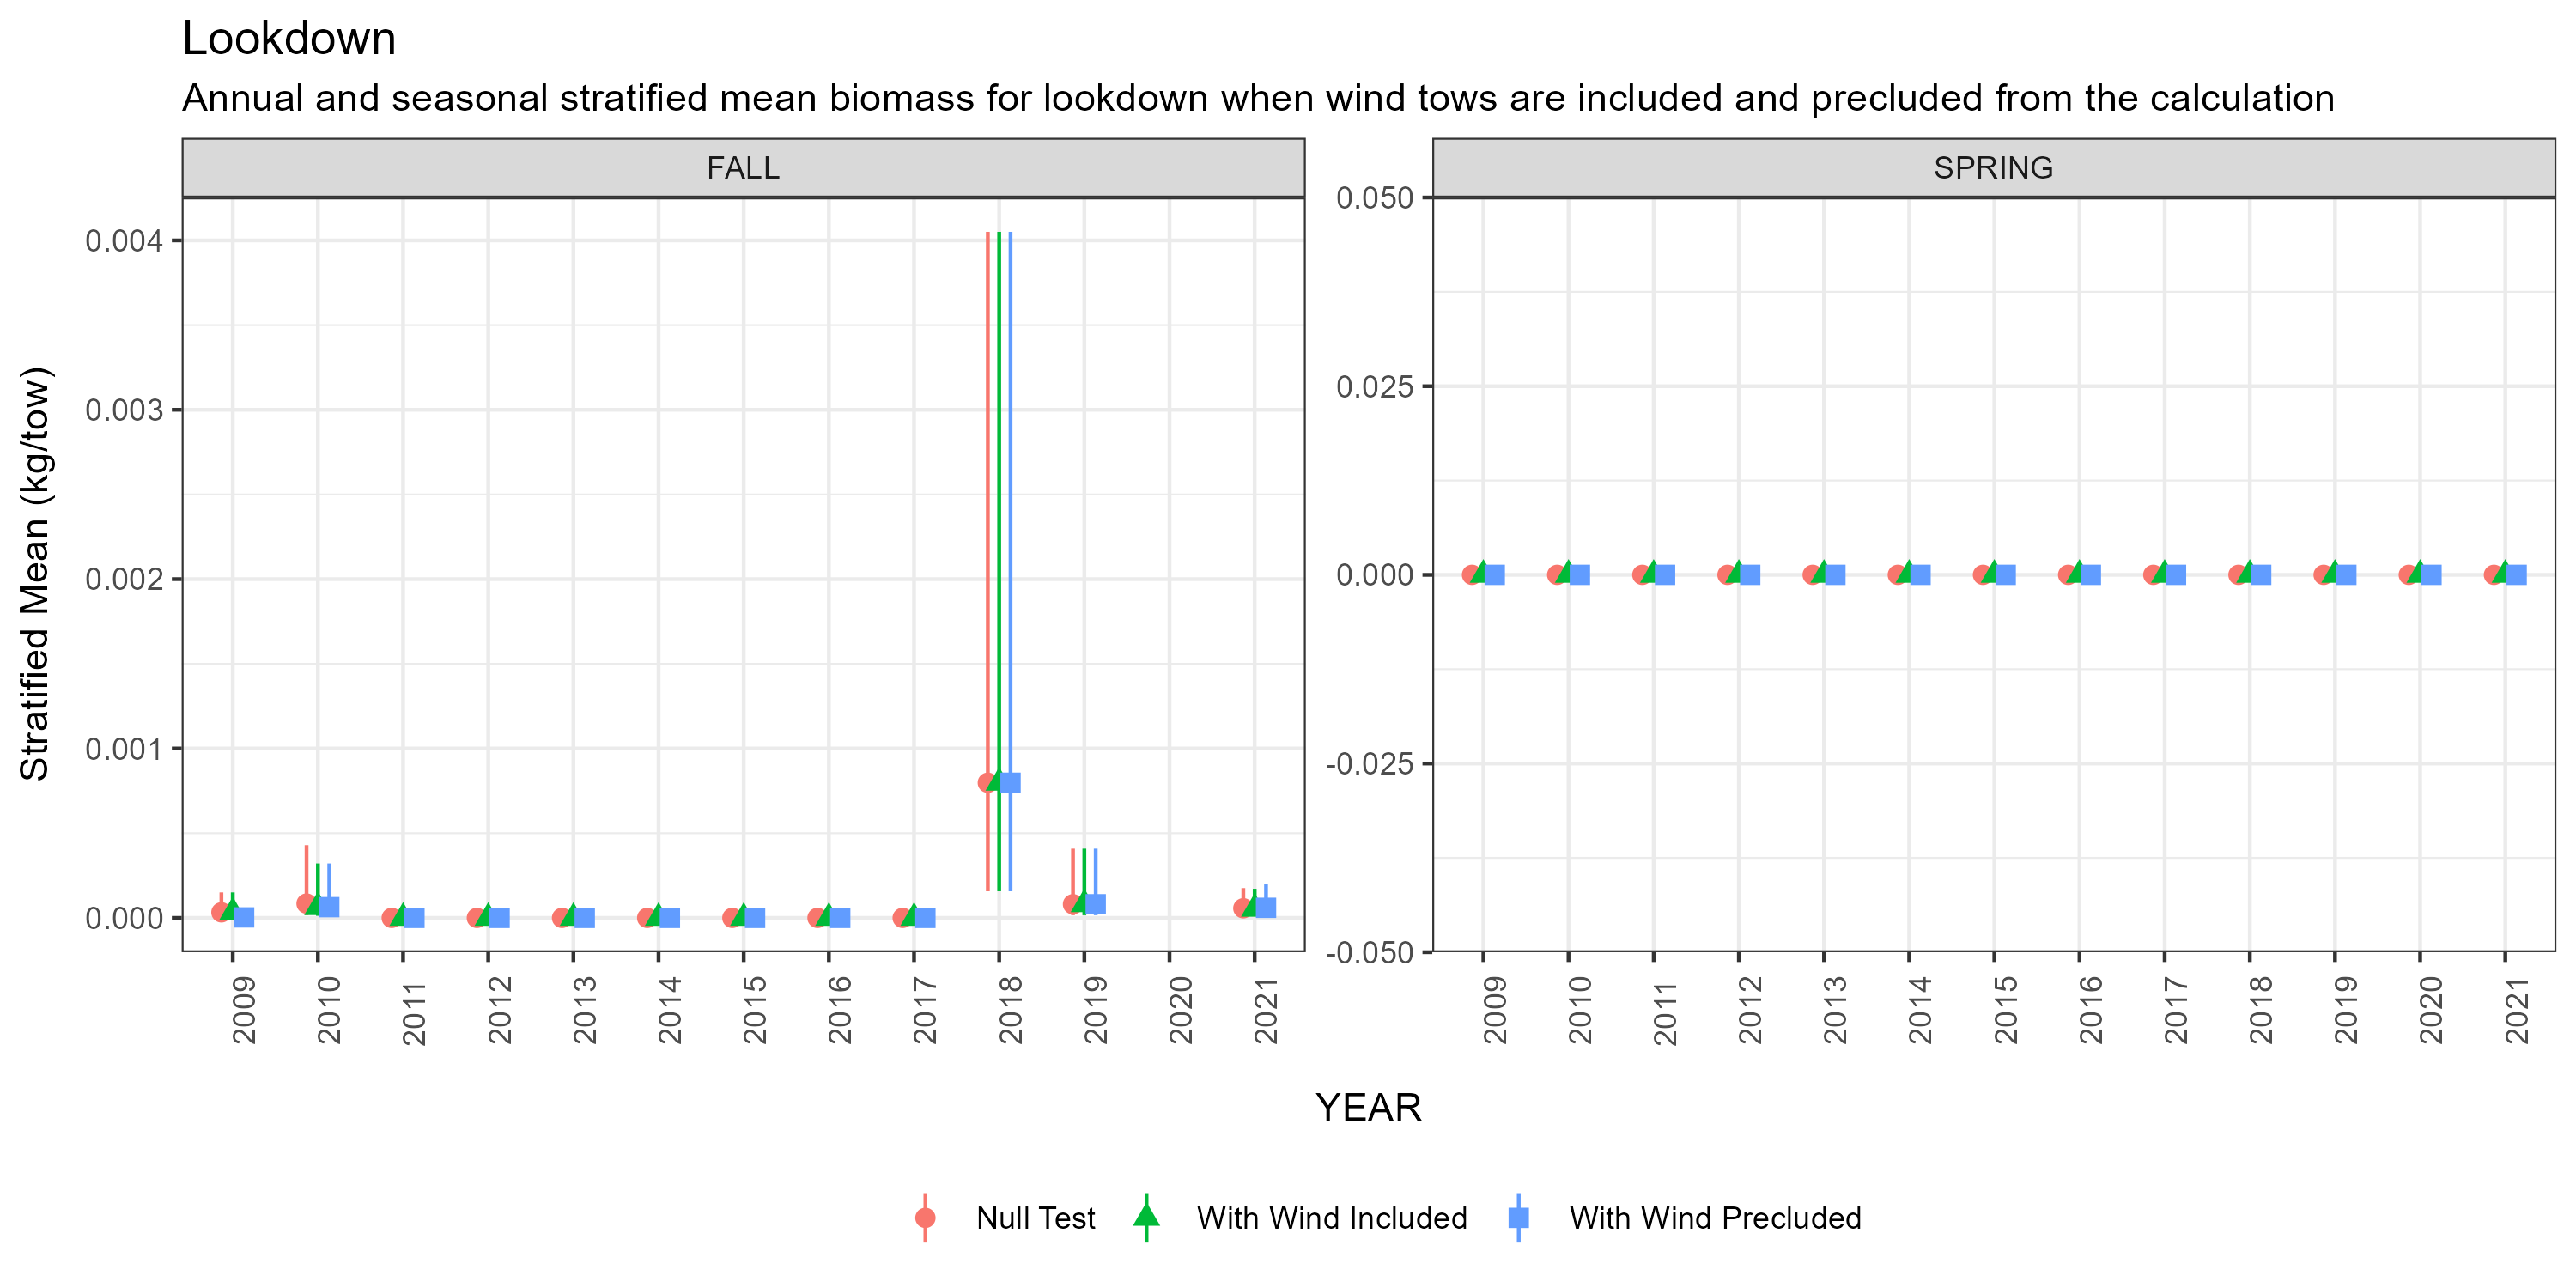 Lookdown
Annual and seasonal stratified mean biomass for lookdown when wind tows are included and precluded from the calculation
FALL
SPRING
Stratified Mean (kg/tow)
0.004
0.003
0.002
0.001
0.000
0.050
0.025
0.000
-0.025
-0.050
2009 2010 2011 2012 2013 2014 2015 2016 2017 2018 2019 2020 2021
2009 2010 2011 2012 2013 2014 2015 2016 2017 2018 2019 2020 2021
YEAR
Null Test With Wind Included With Wind Precluded